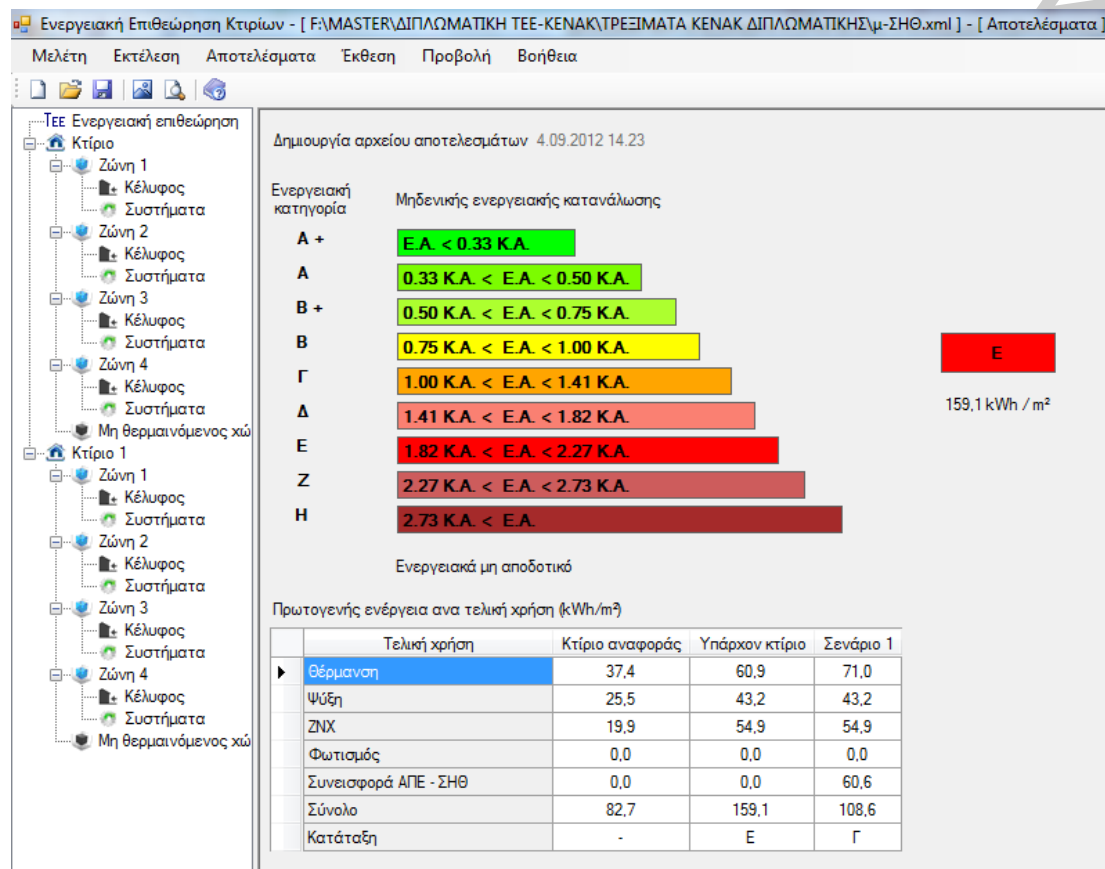 Ενεργειακή Επιθεώρηση Κτιρίων - [ F:\MASTER\ΔΙΠΛΩΜΑΤΙΚΗ ΤΕΕ-ΚΕΝΑΚ\ΤΡΕΞΙΜΑΤΑ ΚΕΝΑΚ ΔΙΠΛΩΜΑΤΙΚΗΣ\μ-ΣΗΘ.xml ] - [ Αποτελέσματα ]
Μελέτη Εκτέλεση Αποτελέσματα Έκθεση Προβολή Βοήθεια
ΤΕΕ Ενεργειακή επιθεώρηση
Κτίριο
Ζώνη 1
Κέλυφος
Συστήματα
Ζώνη 2
Κέλυφος
Συστήματα
Ζώνη 3
Κέλυφος
Συστήματα
Ζώνη 4
Κέλυφος
Συστήματα
Μη θερμαινόμενος χώ
Κτίριο 1
Ζώνη 1
Κέλυφος
Συστήματα
Ζώνη 2
Κέλυφος
Συστήματα
Ζώνη 3
Κέλυφος
Συστήματα
Ζώνη 4
Κέλυφος
Συστήματα
Μη θερμαινόμενος χώ
Δημιουργία αρχείου αποτελεσμάτων 4.09.2012 14.23
Ενεργειακή
κατηγορία
Μηδενικής ενεργειακής κατανάλωσης
Α + Ε.Α. < 0.33 Κ.Α.
Α 0.33 Κ.Α. < Ε.Α. < 0.50 Κ.Α.
Β + 0.50 Κ.Α. < Ε.Α. < 0.75 Κ.Α.
Β 0.75 Κ.Α. < Ε.Α. < 1.00 Κ.Α.
Γ 1.00 Κ.Α. < Ε.Α. < 1.41 Κ.Α.
Δ 1.41 Κ.Α. < Ε.Α. < 1.82 Κ.Α.
Ε 1.82 Κ.Α. < Ε.Α. < 2.27 Κ.Α.
Ζ 2.27 Κ.Α. < Ε.Α. < 2.73 Κ.Α.
Η 2.73 Κ.Α. < Ε.Α.
Ε
159,1 kWh / m²
Ενεργειακά μη αποδοτικό
Πρωτογενής ενέργεια ανα τελική χρήση (kWh/m²)
Τελική χρήση Κτίριο αναφοράς Υπάρχον κτίριο Σενάριο 1
Θέρμανση 37,4 60,9 71,0
Ψύξη 25,5 43,2 43,2
ΖΝΧ 19,9 54,9 54,9
Φωτισμός 0,0 0,0 0,0
Συνεισφορά ΑΠΕ - ΣΗΘ 0,0 0,0 60,6
Σύνολο 82,7 159,1 108,6
Κατάταξη - Ε Γ